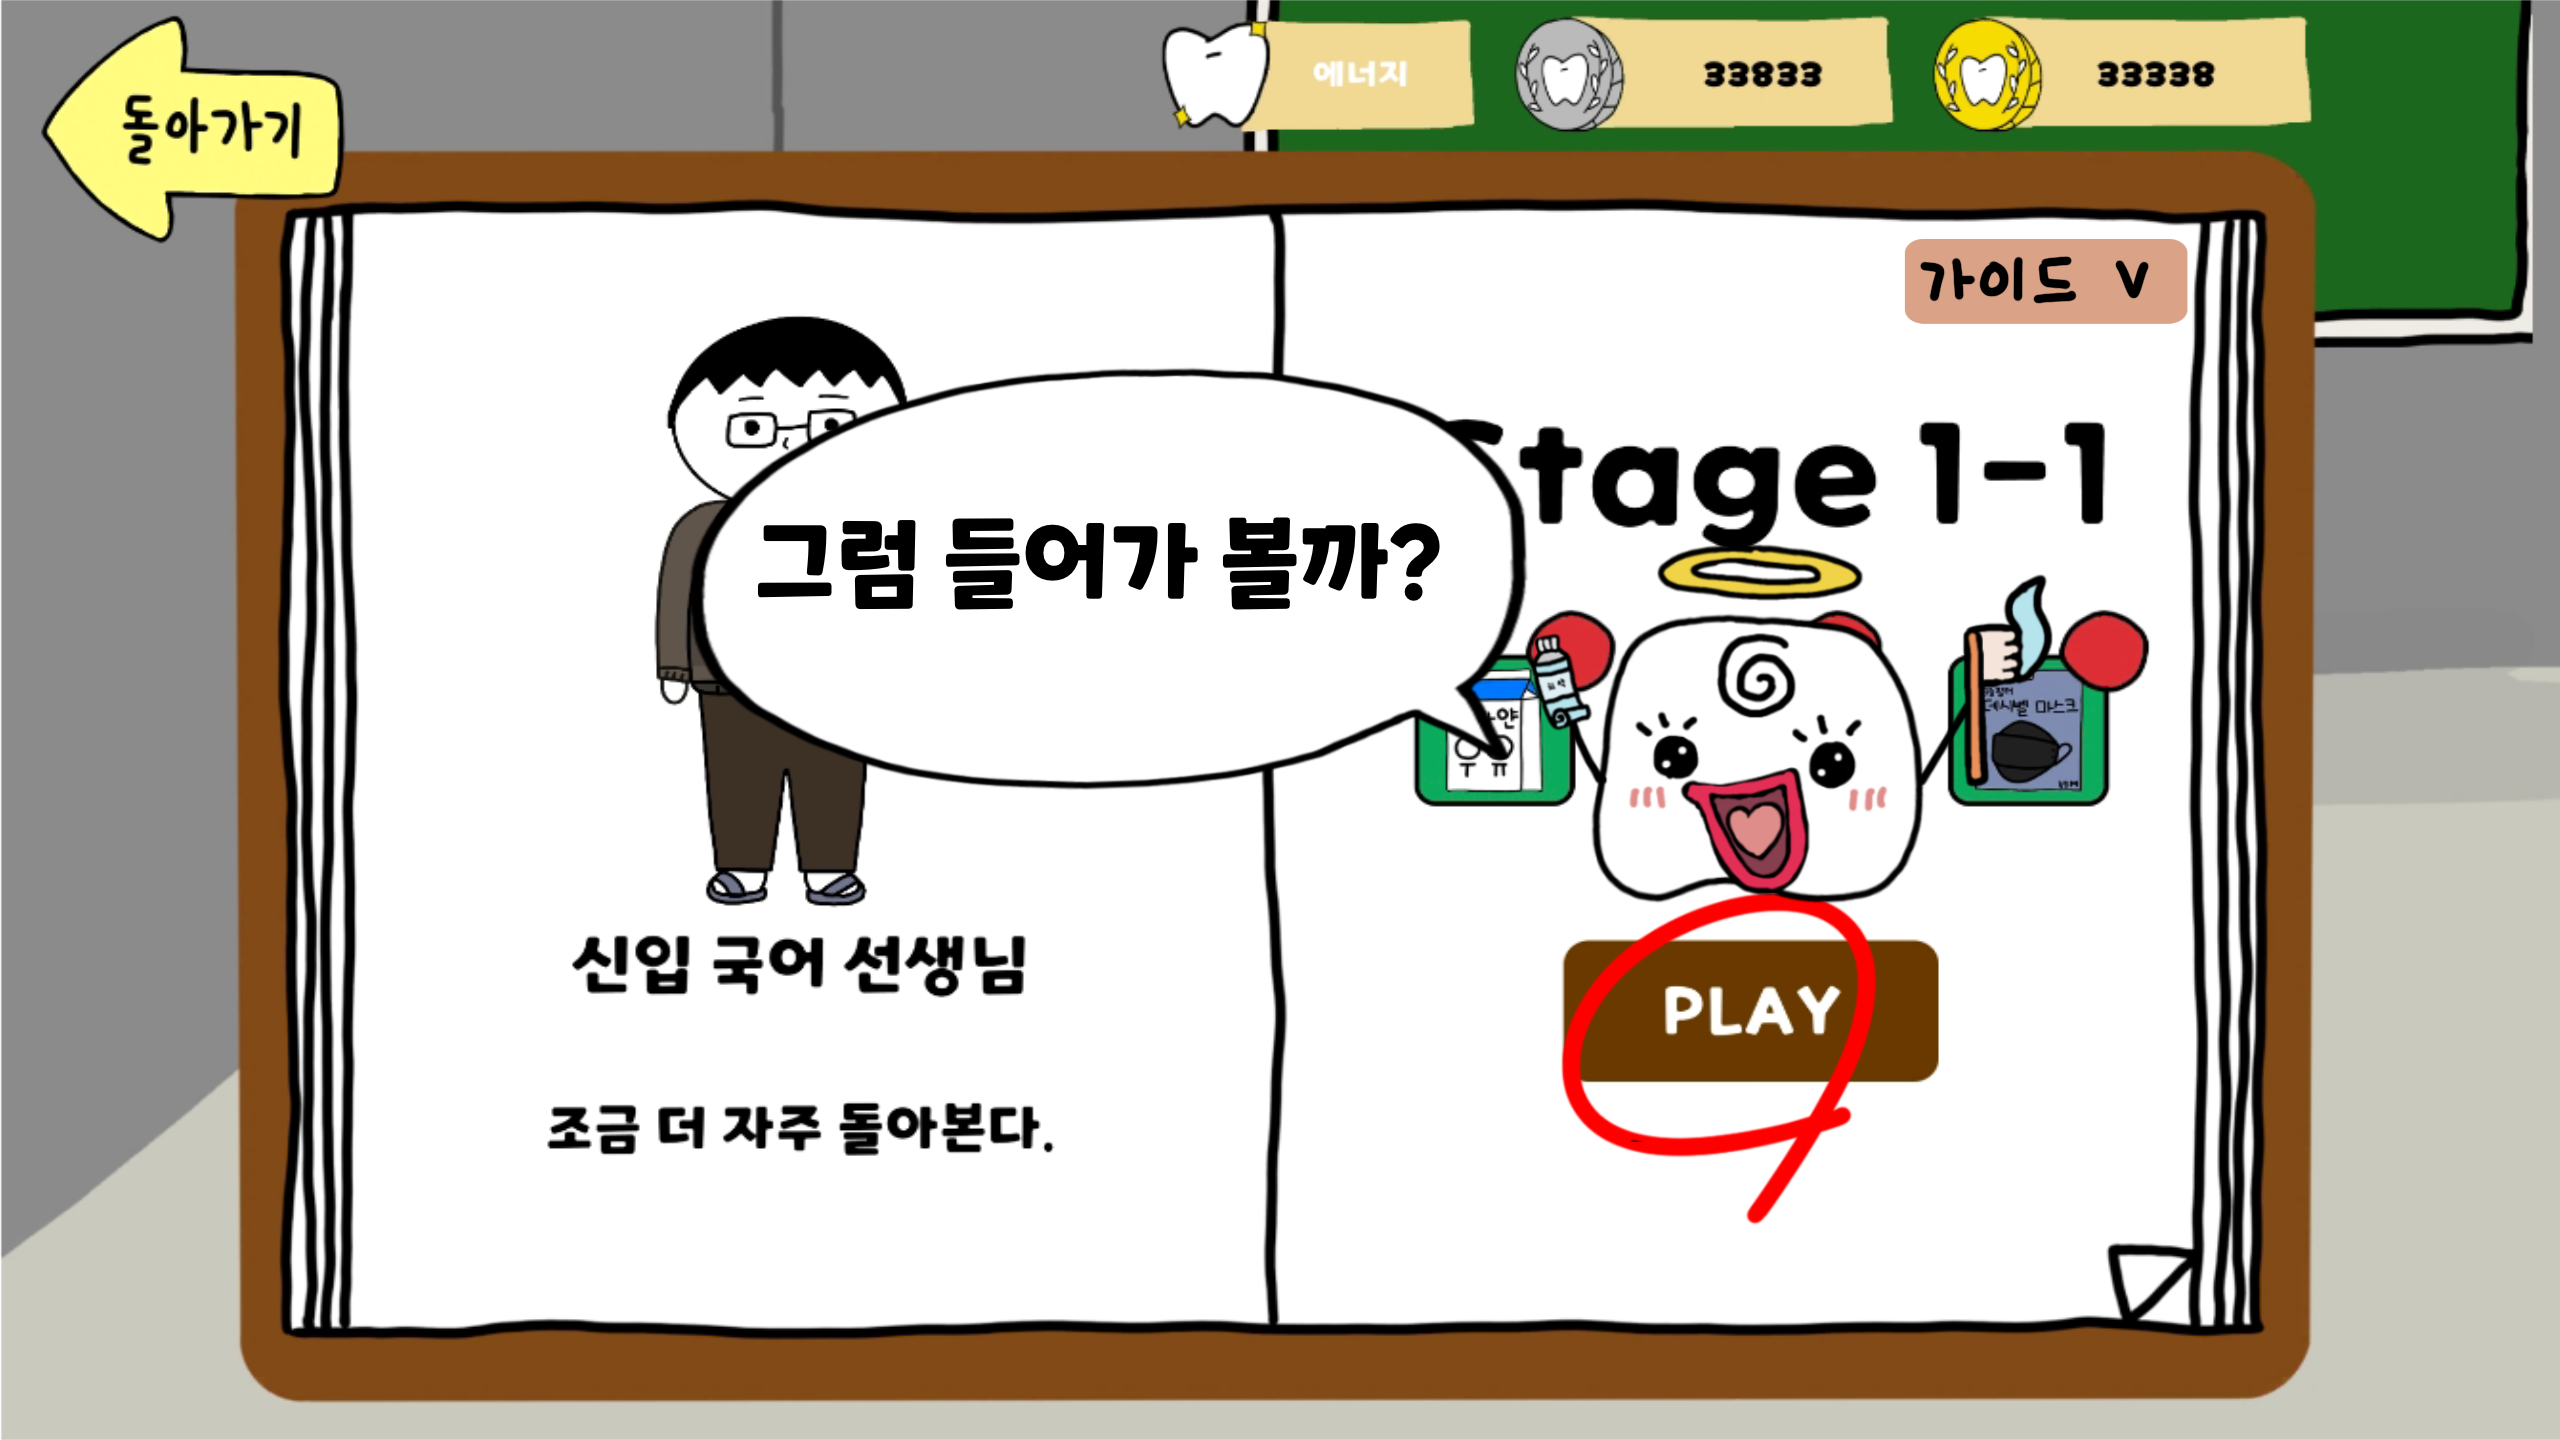 돌아가기
에너지
33833
33338
가이드 V
Stage 1-1
그럼 들어가 볼까?
우유
데시벨 마스크
신입 국어 선생님
PLAY
조금 더 자주 돌아본다.